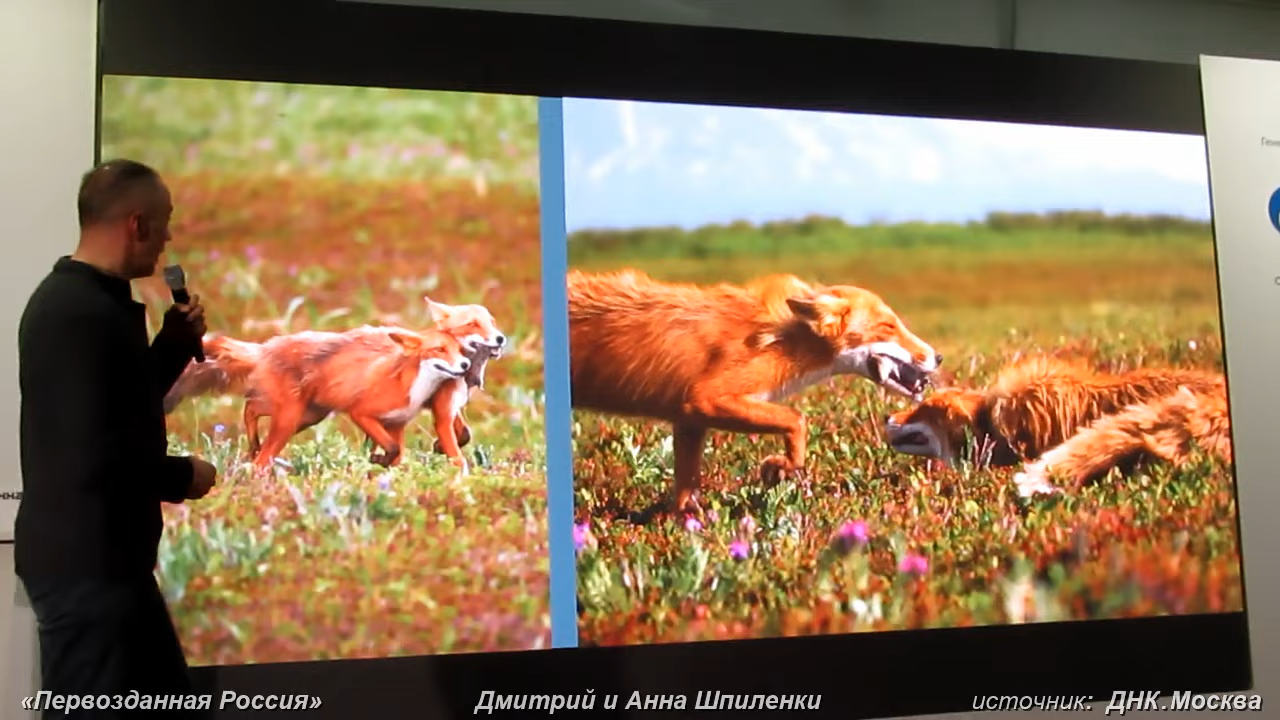 «Первозданная Россия»
Дмитрий и Анна Шпиленки
источник: ДНК.Москва